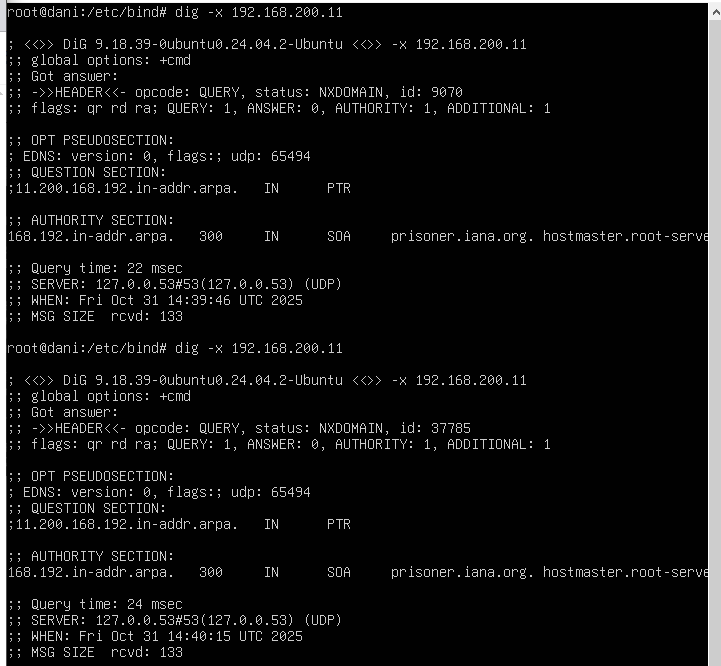 root@dani:/etc/bind# dig -x 192.168.200.11
; <<>> DiG 9.18.39-0ubuntu0.24.04.2-Ubuntu <<>> -x 192.168.200.11
;; global options: +cmd
;; Got answer:
;; ->>HEADER<<- opcode: QUERY, status: NXDOMAIN, id: 9070
;; flags: qr rd ra; QUERY: 1, ANSWER: 0, AUTHORITY: 1, ADDITIONAL: 1
;; OPT PSEUDOSECTION:
; EDNS: version: 0, flags:; udp: 65494
;; QUESTION SECTION:
;11.200.168.192.in-addr.arpa. IN PTR
;; AUTHORITY SECTION:
168.192.in-addr.arpa. 300 IN SOA prisoner.iana.org. hostmaster.root-serve
;; Query time: 22 msec
;; SERVER: 127.0.0.53#53(127.0.0.53) (UDP)
;; WHEN: Fri Oct 31 14:39:46 UTC 2025
;; MSG SIZE rcvd: 133
root@dani:/etc/bind# dig -x 192.168.200.11
; <<>> DiG 9.18.39-0ubuntu0.24.04.2-Ubuntu <<>> -x 192.168.200.11
;; global options: +cmd
;; Got answer:
;; ->>HEADER<<- opcode: QUERY, status: NXDOMAIN, id: 37785
;; flags: qr rd ra; QUERY: 1, ANSWER: 0, AUTHORITY: 1, ADDITIONAL: 1
;; OPT PSEUDOSECTION:
; EDNS: version: 0, flags:; udp: 65494
;; QUESTION SECTION:
;11.200.168.192.in-addr.arpa. IN PTR
;; AUTHORITY SECTION:
168.192.in-addr.arpa. 300 IN SOA prisoner.iana.org. hostmaster.root-serve
;; Query time: 24 msec
;; SERVER: 127.0.0.53#53(127.0.0.53) (UDP)
;; WHEN: Fri Oct 31 14:40:15 UTC 2025
;; MSG SIZE rcvd: 133